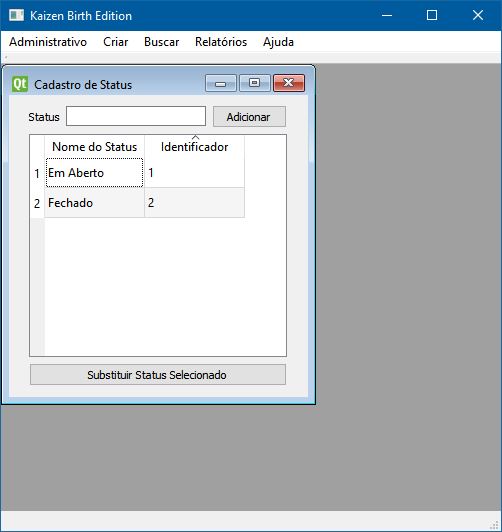 Kaizen Birth Edition
Administrativo Criar Buscar Relatórios Ajuda
Qt Cadastro de Status
Status Adicionar
Nome do Status Identificador
1 Em Aberto 1
2 Fechado 2
Substituir Status Selecionado